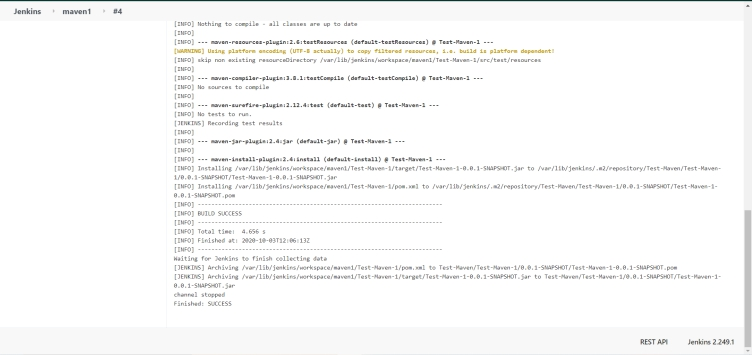 Jenkins > maven1 > #4
[INFO] Nothing to compile - all classes are up to date
[INFO]
[INFO] --- maven-resources-plugin:2.6:testResources (default-testResources) @ Test-Maven-1 ---
[WARNING] Using platform encoding (UTF-8 actually) to copy filtered resources, i.e. build is platform dependent!
[INFO] skip non existing resourceDirectory /var/lib/jenkins/workspace/maven1/Test-Maven-1/src/test/resources
[INFO]
[INFO] --- maven-compiler-plugin:3.8.1:testCompile (default-testCompile) @ Test-Maven-1 ---
[INFO] No sources to compile
[INFO]
[INFO] --- maven-surefire-plugin:2.12.4:test (default-test) @ Test-Maven-1 ---
[INFO] No tests to run.
[JENKINS] Recording test results
[INFO]
[INFO] --- maven-jar-plugin:2.4:jar (default-jar) @ Test-Maven-1 ---
[INFO]
[INFO] --- maven-install-plugin:2.4:install (default-install) @ Test-Maven-1 ---
[INFO] Installing /var/lib/jenkins/workspace/maven1/Test-Maven-1/target/Test-Maven-1-0.0.1-SNAPSHOT.jar to /var/lib/jenkins/.m2/repository/Test-Maven/Test-Maven-
1/0.0.1-SNAPSHOT/Test-Maven-1-0.0.1-SNAPSHOT.jar
[INFO] Installing /var/lib/jenkins/workspace/maven1/Test-Maven-1/pom.xml to /var/lib/jenkins/.m2/repository/Test-Maven/Test-Maven-1/0.0.1-SNAPSHOT/Test-Maven-1-
0.0.1-SNAPSHOT.pom
[INFO] ------------------------------------------------------------------------
[INFO] BUILD SUCCESS
[INFO] ------------------------------------------------------------------------
[INFO] Total time:  4.656 s
[INFO] Finished at: 2020-10-03T12:06:13Z
[INFO] ------------------------------------------------------------------------
Waiting for Jenkins to finish collecting data
[JENKINS] Archiving /var/lib/jenkins/workspace/maven1/Test-Maven-1/pom.xml to Test-Maven/Test-Maven-1/0.0.1-SNAPSHOT/Test-Maven-1-0.0.1-SNAPSHOT.pom
[JENKINS] Archiving /var/lib/jenkins/workspace/maven1/Test-Maven-1/target/Test-Maven-1-0.0.1-SNAPSHOT.jar to Test-Maven/Test-Maven-1/0.0.1-SNAPSHOT/Test-Maven-1-
0.0.1-SNAPSHOT.jar
channel stopped
Finished: SUCCESS
REST API Jenkins 2.249.1